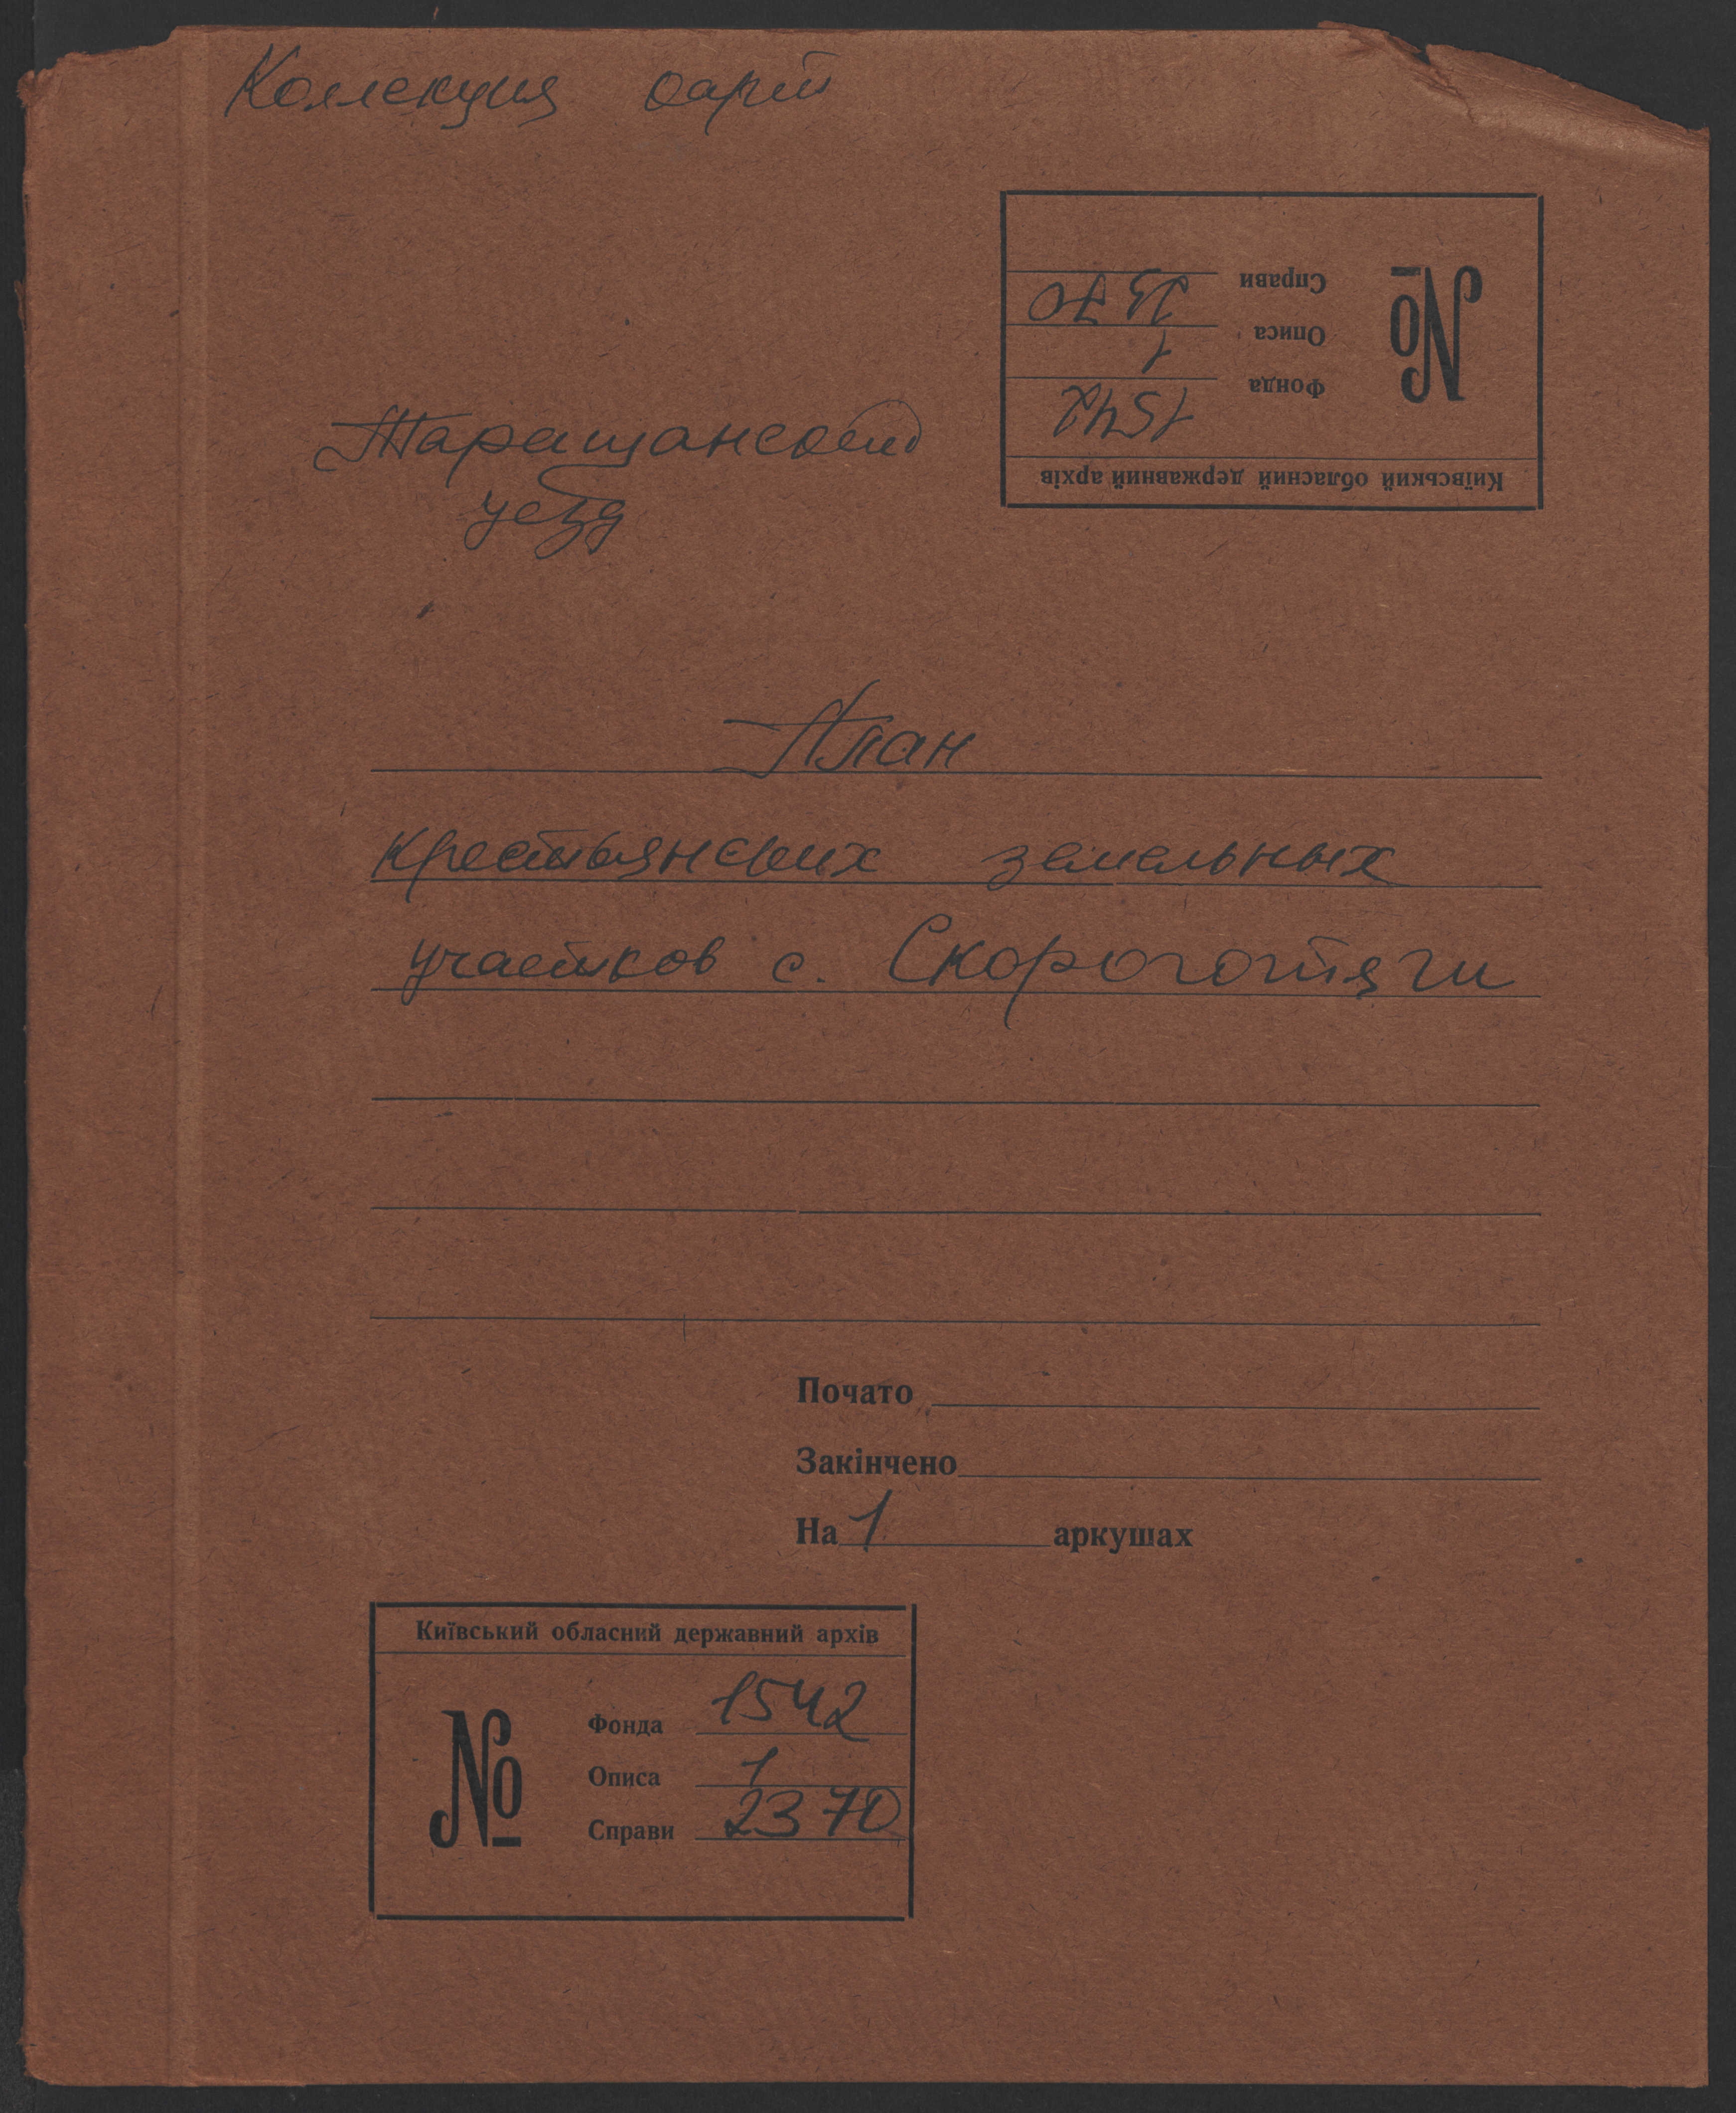 Коллекция карт
Справи 2370
Описа 1
Фонда 1542
№
Київський обласний державний архів
Таращанский
уезд
План
крестьянских земельных
участков с. Скороготяги
Почато
Закінчено
На 1 аркушах
Київський обласний державний архів
№
Фонда 1542
Описа 1
Справи 2370